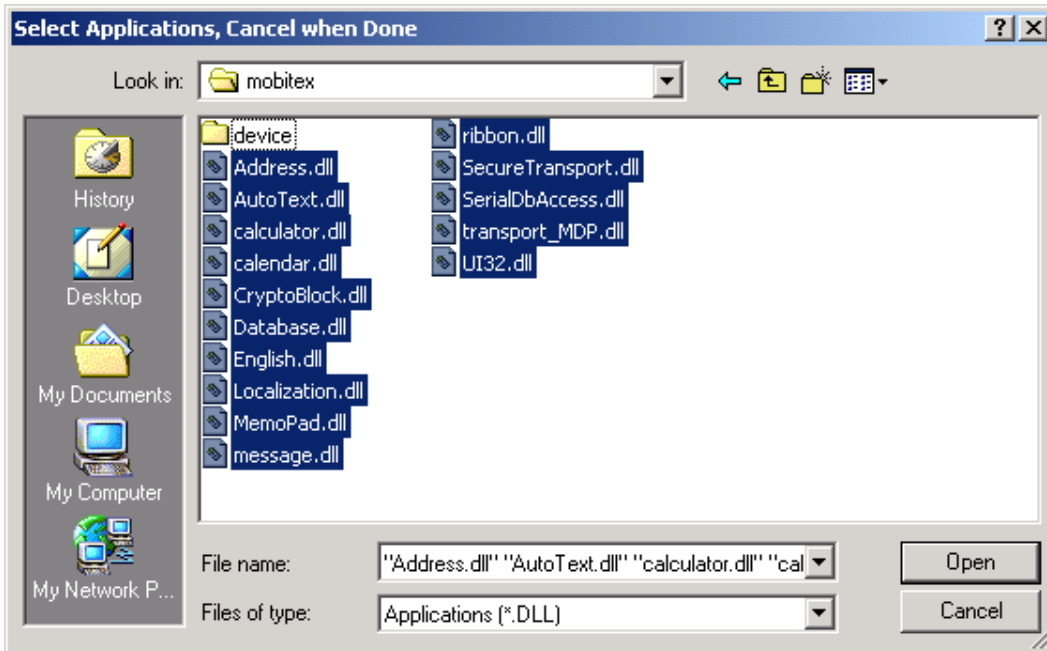 Select Applications, Cancel when Done
Look in: mobitex
History
Desktop
My Documents
My Computer
My Network P...
device
Address.dll
AutoText.dll
calculator.dll
calendar.dll
CryptoBlock.dll
Database.dll
English.dll
Localization.dll
MemoPad.dll
message.dll
ribbon.dll
SecureTransport.dll
SerialDbAccess.dll
transport_MDP.dll
UI32.dll
File name: "Address.dll" "AutoText.dll" "calculator.dll" "cal
Open
Files of type: Applications (*.DLL)
Cancel